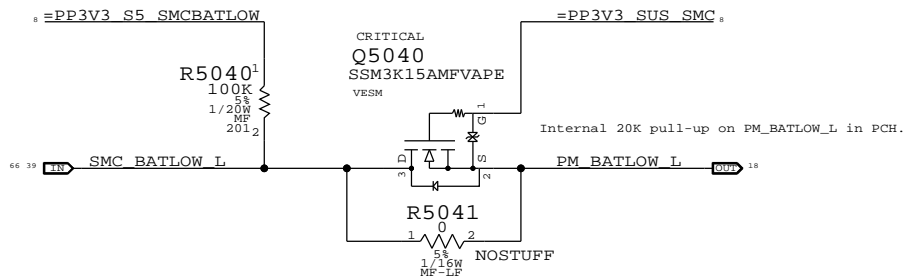 8 =PP3V3_S5_SMCBATLOW
=PP3V3_SUS_SMC 8
CRITICAL
Q5040
SSM3K15AMFVAPE
VESM
R5040 1
100K
5%
1/20W
MF
201 2
G 1
Internal 20K pull-up on PM_BATLOW_L in PCH.
66 39 IN SMC_BATLOW_L
D 3
S 2
PM_BATLOW_L OUT 18
R5041
1 0 2
5%
1/16W
MF-LF
NOSTUFF